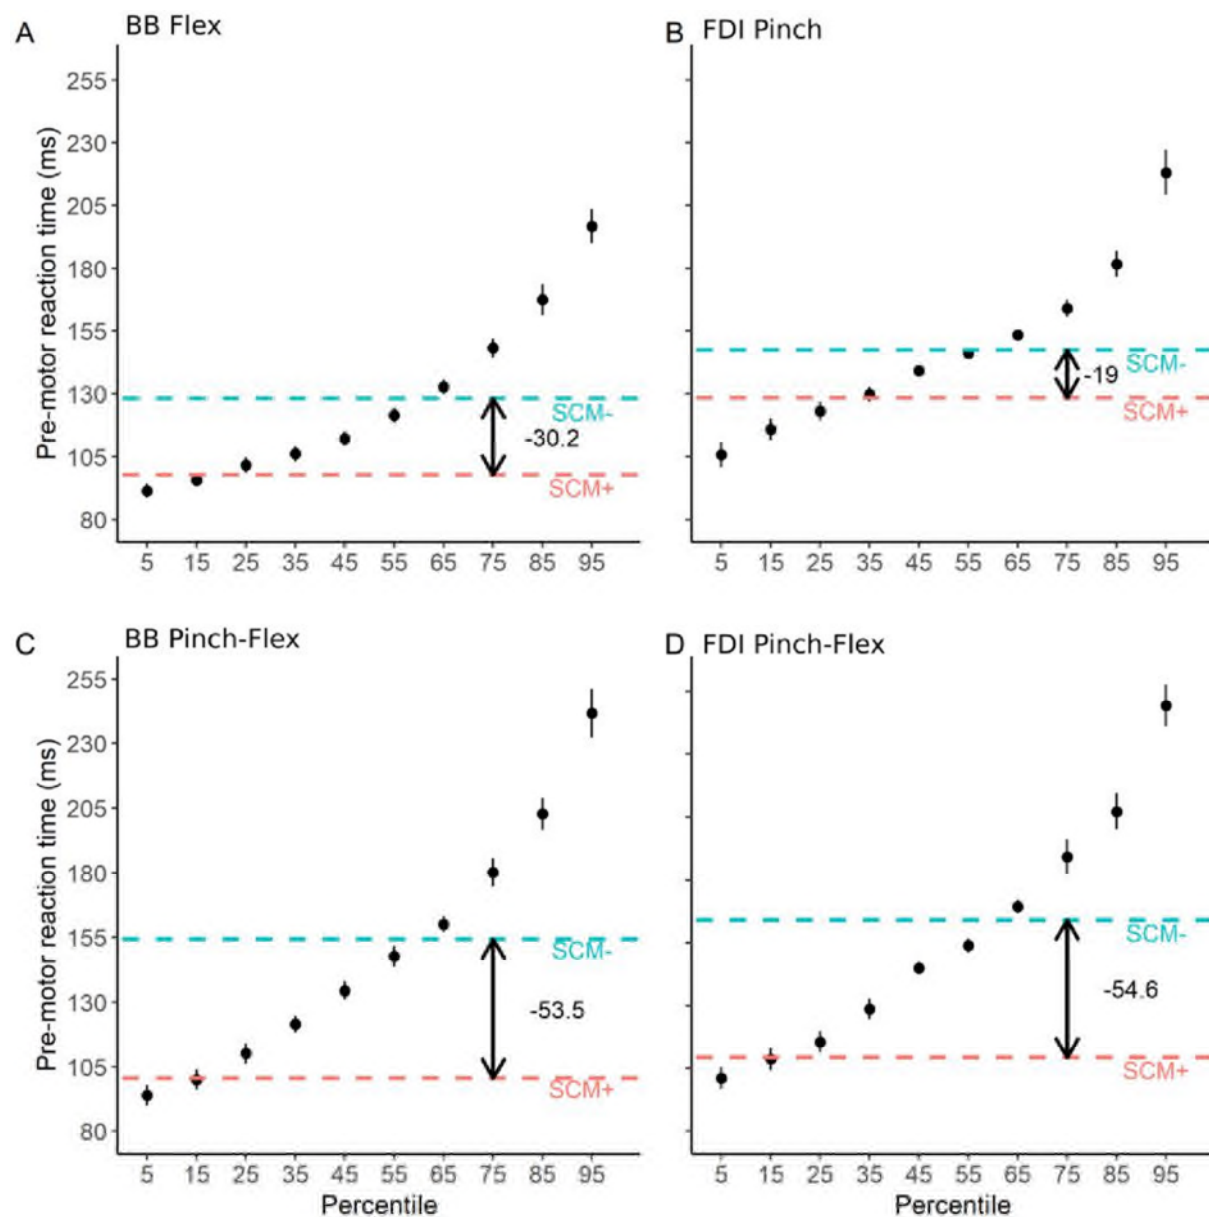 A BB Flex
Pre-motor reaction time (ms)
255
230
205
180
155
130
105
80
SCM-
-30.2
SCM+
5 15 25 35 45 55 65 75 85 95
B FDI Pinch
SCM-
-19
SCM+
5 15 25 35 45 55 65 75 85 95
C BB Pinch-Flex
Pre-motor reaction time (ms)
255
230
205
180
155
130
105
80
SCM-
-53.5
SCM+
5 15 25 35 45 55 65 75 85 95
Percentile
D FDI Pinch-Flex
SCM-
-54.6
SCM+
5 15 25 35 45 55 65 75 85 95
Percentile